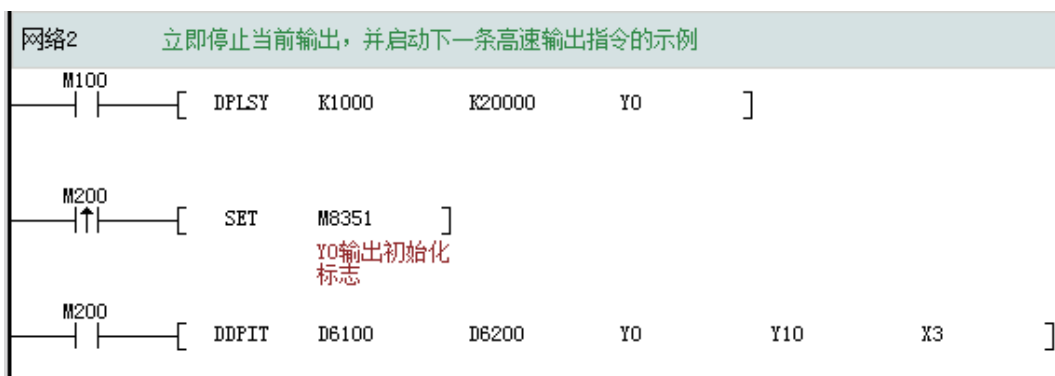 网络2 立即停止当前输出，并启动下一条高速输出指令的示例
M100
[ DPLSY K1000 K20000 Y0 ]
M200
[ SET M8351 ]
Y0输出初始化
标志
M200
[ DDPIT D6100 D6200 Y0 Y10 X3 ]